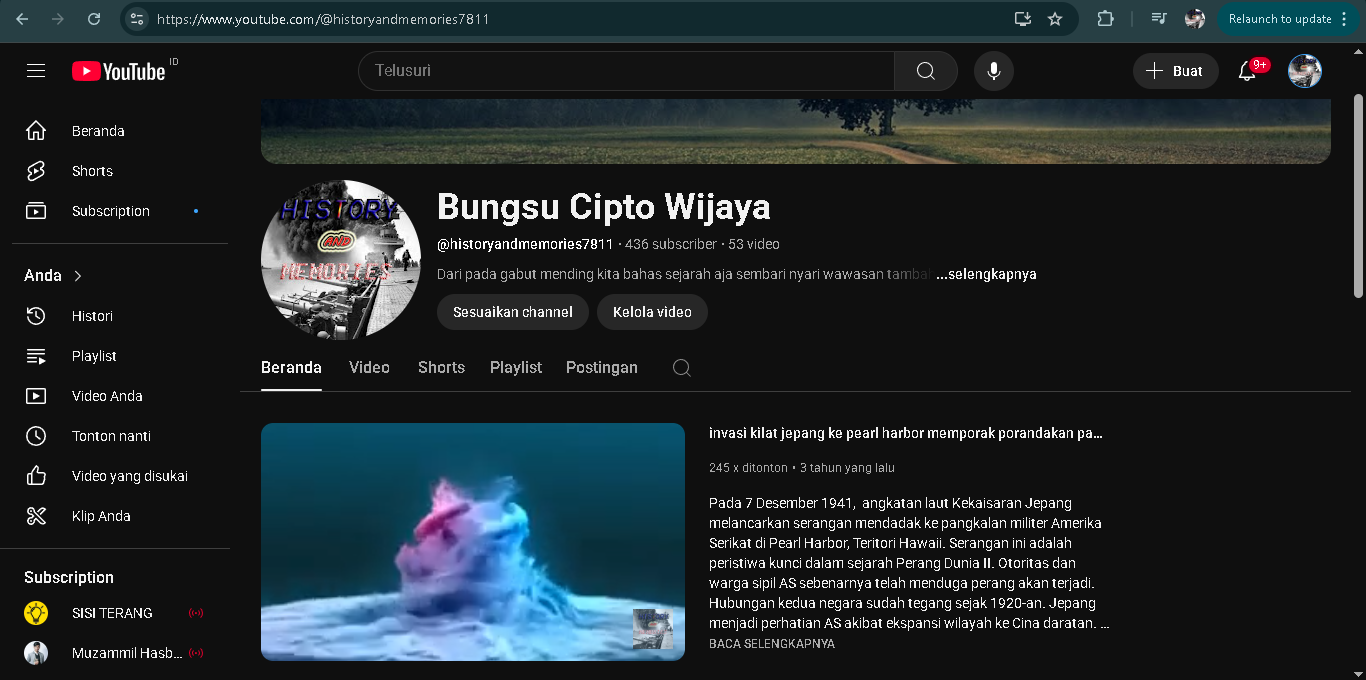 https://www.youtube.com/@historyandmemories7811
Relaunch to update
YouTube ID
Telusuri
Buat
9+
Beranda
Shorts
Subscription
Anda
Histori
Playlist
Video Anda
Tonton nanti
Video yang disukai
Klip Anda
Subscription
SISI TERANG
Muzammil Hasb...
HISTORY
AND
MEMORIES
Bungsu Cipto Wijaya
@historyandmemories7811 · 436 subscriber · 53 video
Dari pada gabut mending kita bahas sejarah aja sembari nyari wawasan tambah ...selengkapnya
Sesuaikan channel
Kelola video
Beranda Video Shorts Playlist Postingan
invasi kilat jepang ke pearl harbor memporak porandakan pa...
245 x ditonton • 3 tahun yang lalu
Pada 7 Desember 1941,  angkatan laut Kekaisaran Jepang
melancarkan serangan mendadak ke pangkalan militer Amerika
Serikat di Pearl Harbor, Teritori Hawaii. Serangan ini adalah
peristiwa kunci dalam sejarah Perang Dunia II. Otoritas dan
warga sipil AS sebenarnya telah menduga perang akan terjadi.
Hubungan kedua negara sudah tegang sejak 1920-an. Jepang
menjadi perhatian AS akibat ekspansi wilayah ke Cina daratan. ...
BACA SELENGKAPNYA